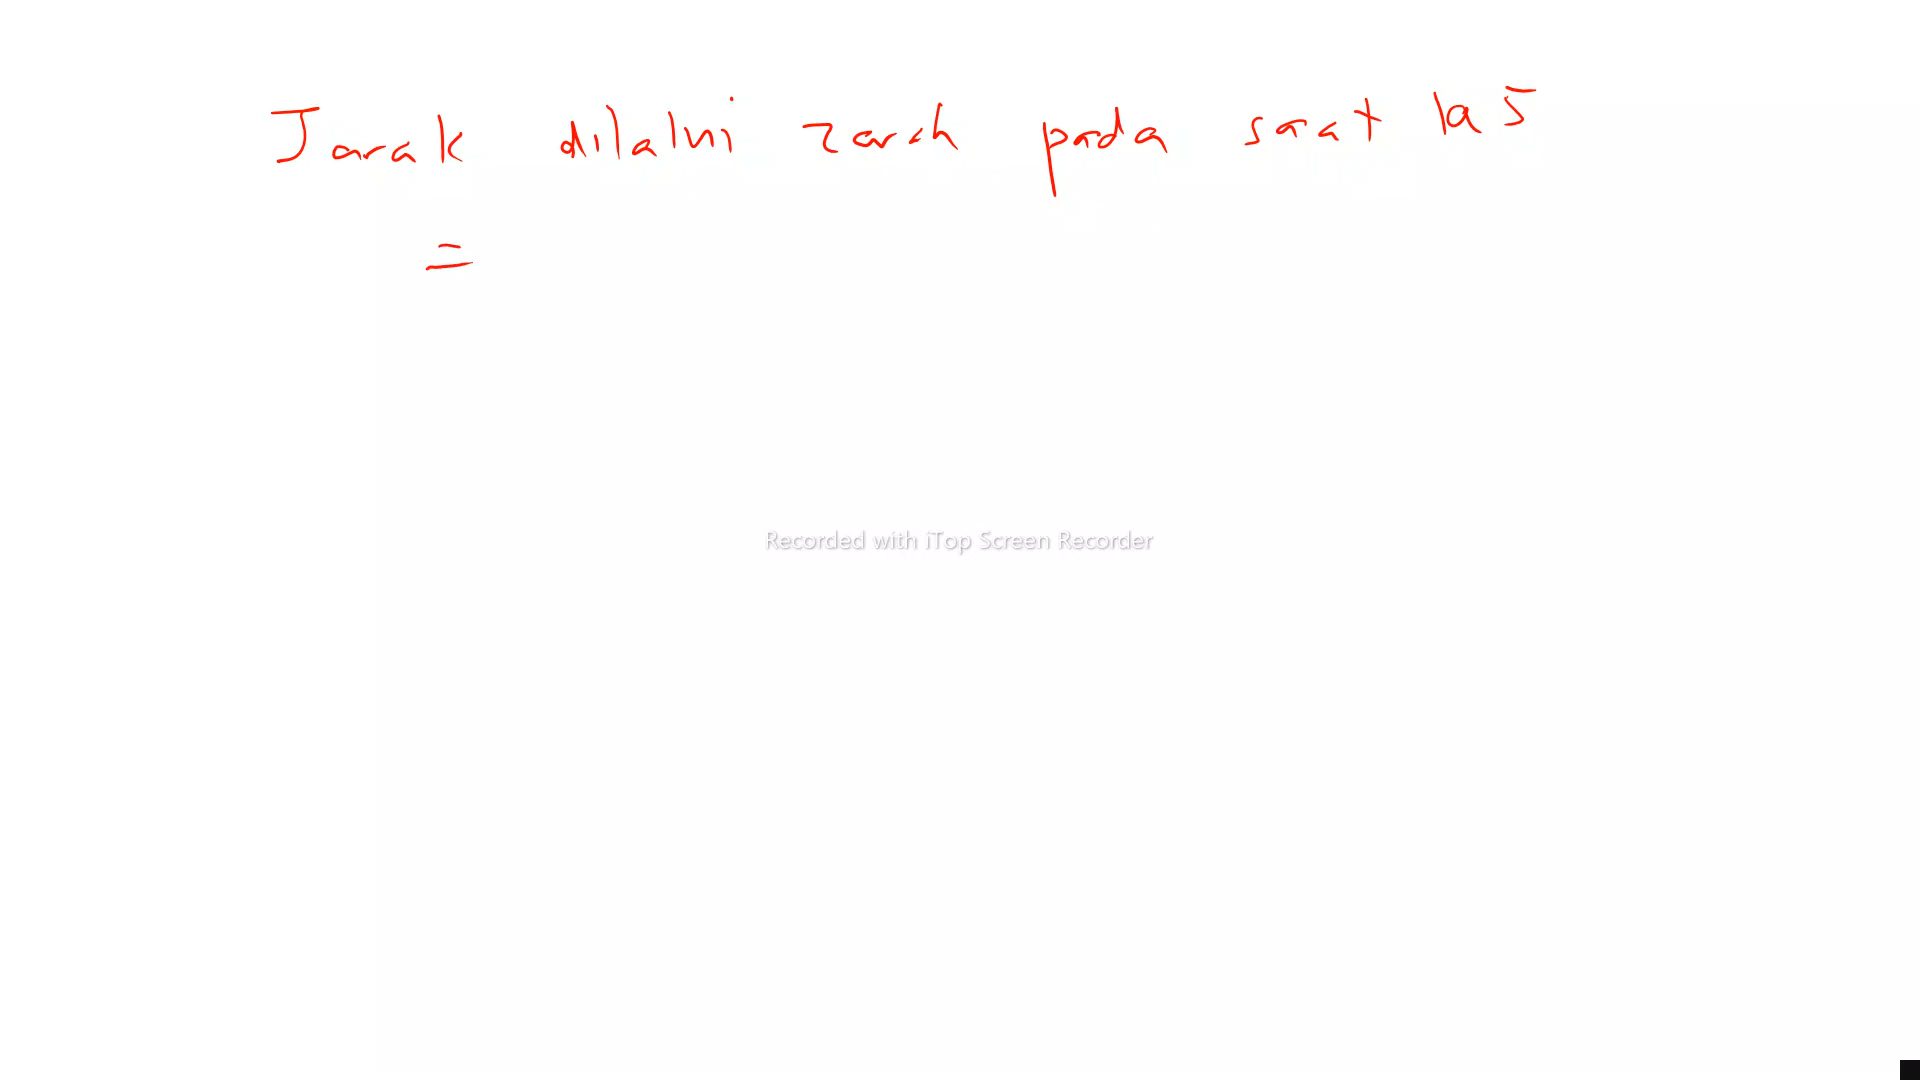 Jarak dilalui zarah pada saat ke 5
=
Recorded with iTop Screen Recorder